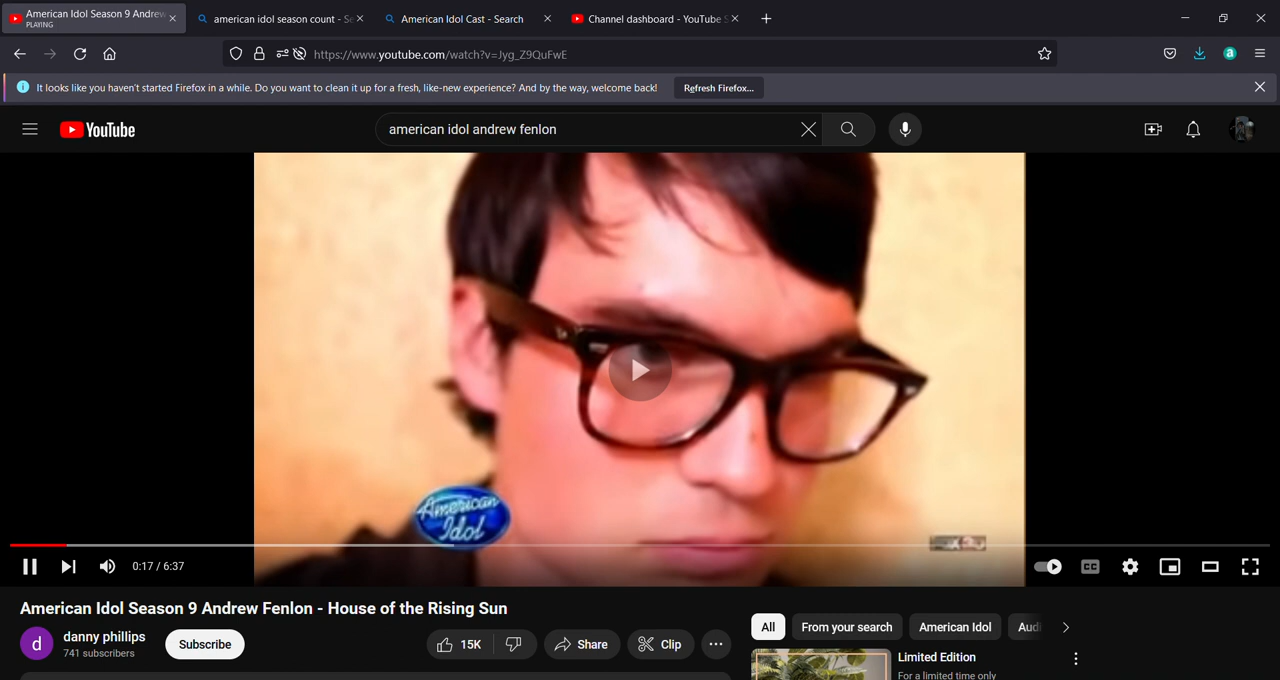 American Idol Season 9 Andrew
PLAYING
american idol season count - Se
American Idol Cast - Search
Channel dashboard - YouTube S
https://www.youtube.com/watch?v=Jyg_Z9QuFwE
It looks like you haven't started Firefox in a while. Do you want to clean it up for a fresh, like-new experience? And by the way, welcome back!
Refresh Firefox...
YouTube
american idol andrew fenlon
American
Idol
0:17 / 6:37
CC
American Idol Season 9 Andrew Fenlon - House of the Rising Sun
d
danny phillips
741 subscribers
Subscribe
15K
Share
Clip
All
From your search
American Idol
Audi
Limited Edition
For a limited time only